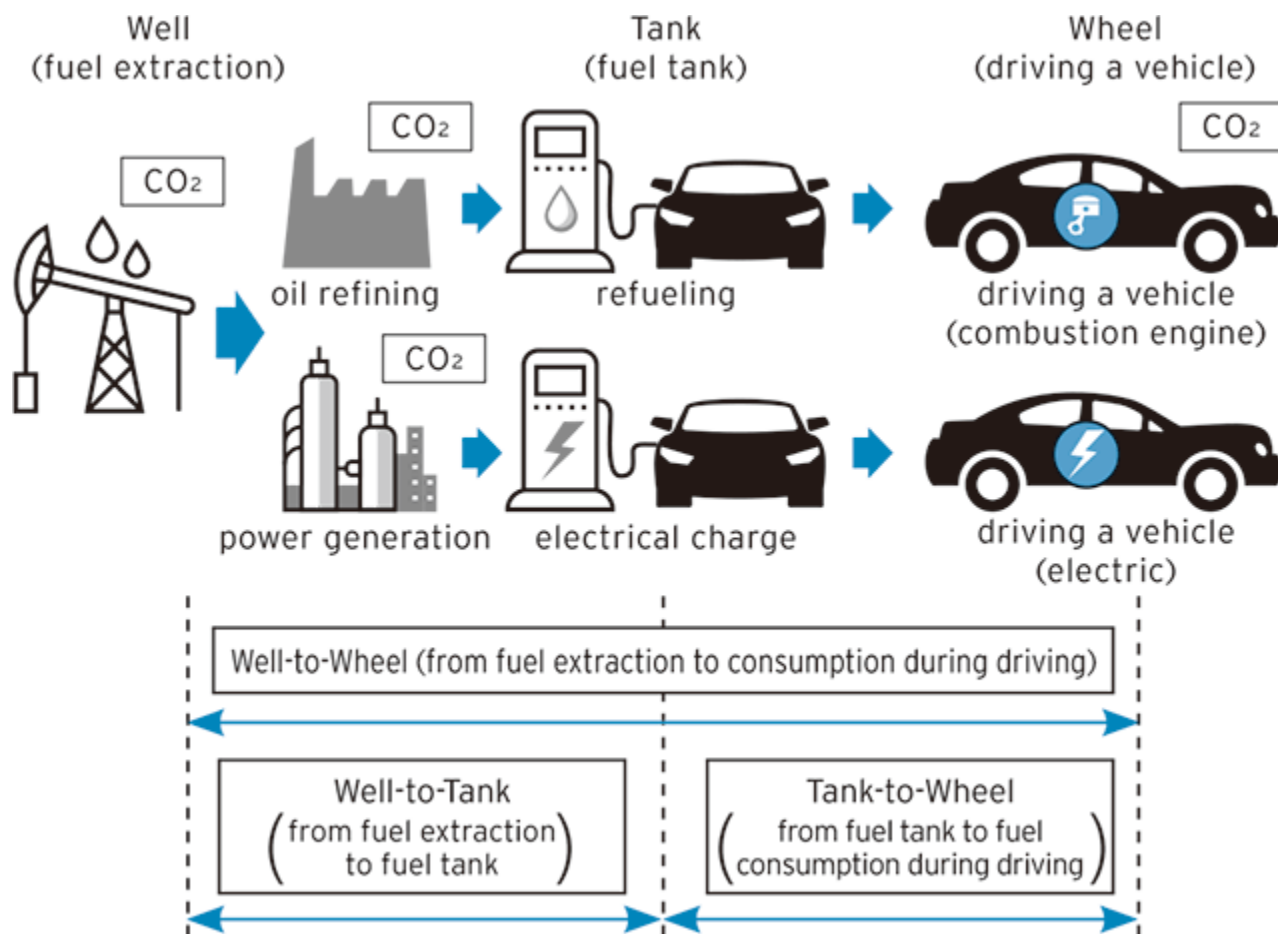 Well
(fuel extraction)
Tank
(fuel tank)
Wheel
(driving a vehicle)
CO₂
CO₂
CO₂
oil refining
refueling
driving a vehicle
(combustion engine)
CO₂
power generation
electrical charge
driving a vehicle
(electric)
Well-to-Wheel (from fuel extraction to consumption during driving)
Well-to-Tank
(from fuel extraction
to fuel tank)
Tank-to-Wheel
(from fuel tank to fuel
consumption during driving)